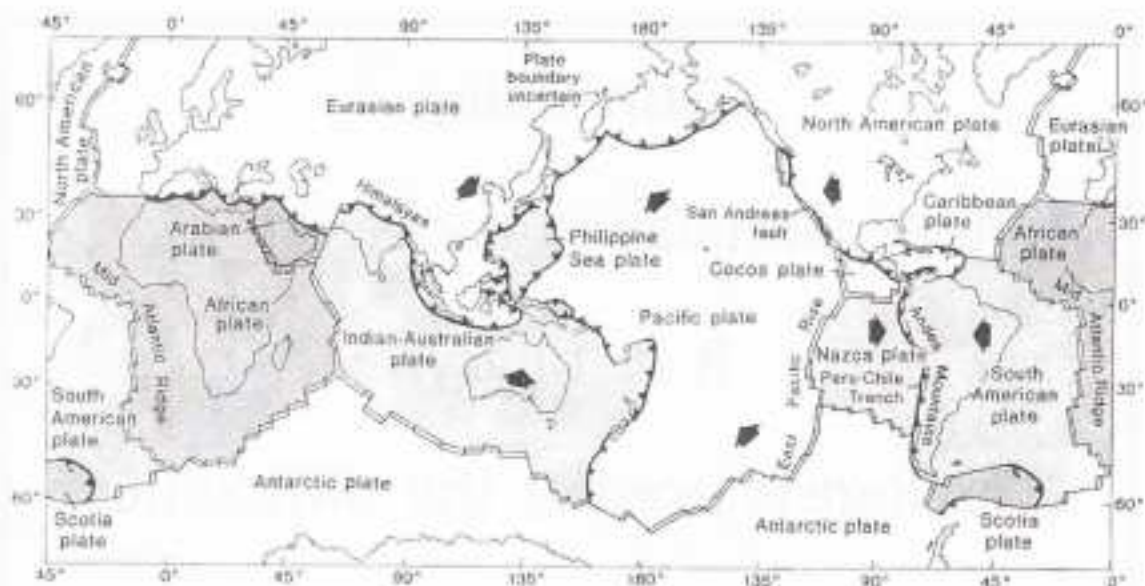 45°
0°
45°
90°
135°
180°
135°
90°
45°
0°
60°
30°
0°
30°
60°
60°
30°
0°
30°
60°
North American
plate
Eurasian plate
Plate
boundary
uncertain
North American plate
Eurasian
plate
Himalayas
Arabian
plate
African
plate
Mid
Atlantic Ridge
South
American
plate
Scotia
plate
Indian-Australian
plate
Antarctic plate
Philippine
Sea plate
Pacific plate
San Andreas
fault
Cocos plate
Caribbean
plate
African
plate
East Pacific Rise
Nazca plate
Peru-Chile
Trench
Andes
Mountains
South
American
plate
Mid
Atlantic Ridge
Antarctic plate
Scotia
plate
45°
0°
45°
90°
135°
180°
135°
90°
45°
0°